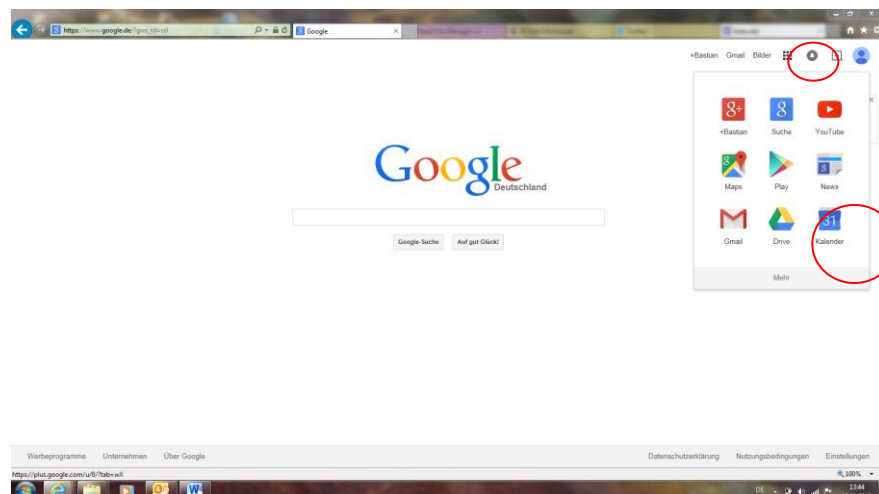 https://www.google.de/?gws_rd=ssl
Google
+Bastian Gmail Bilder
+Bastian Suche YouTube
Maps Play News
31
Gmail Drive Kalender
Mehr
Google
Deutschland
Google-Suche Auf gut Glück!
Werbeprogramme Unternehmen Über Google Datenschutzerklärung Nutzungsbedingungen Einstellungen
https://plus.google.com/u/0/?tab=wX 100%
DE 13:44